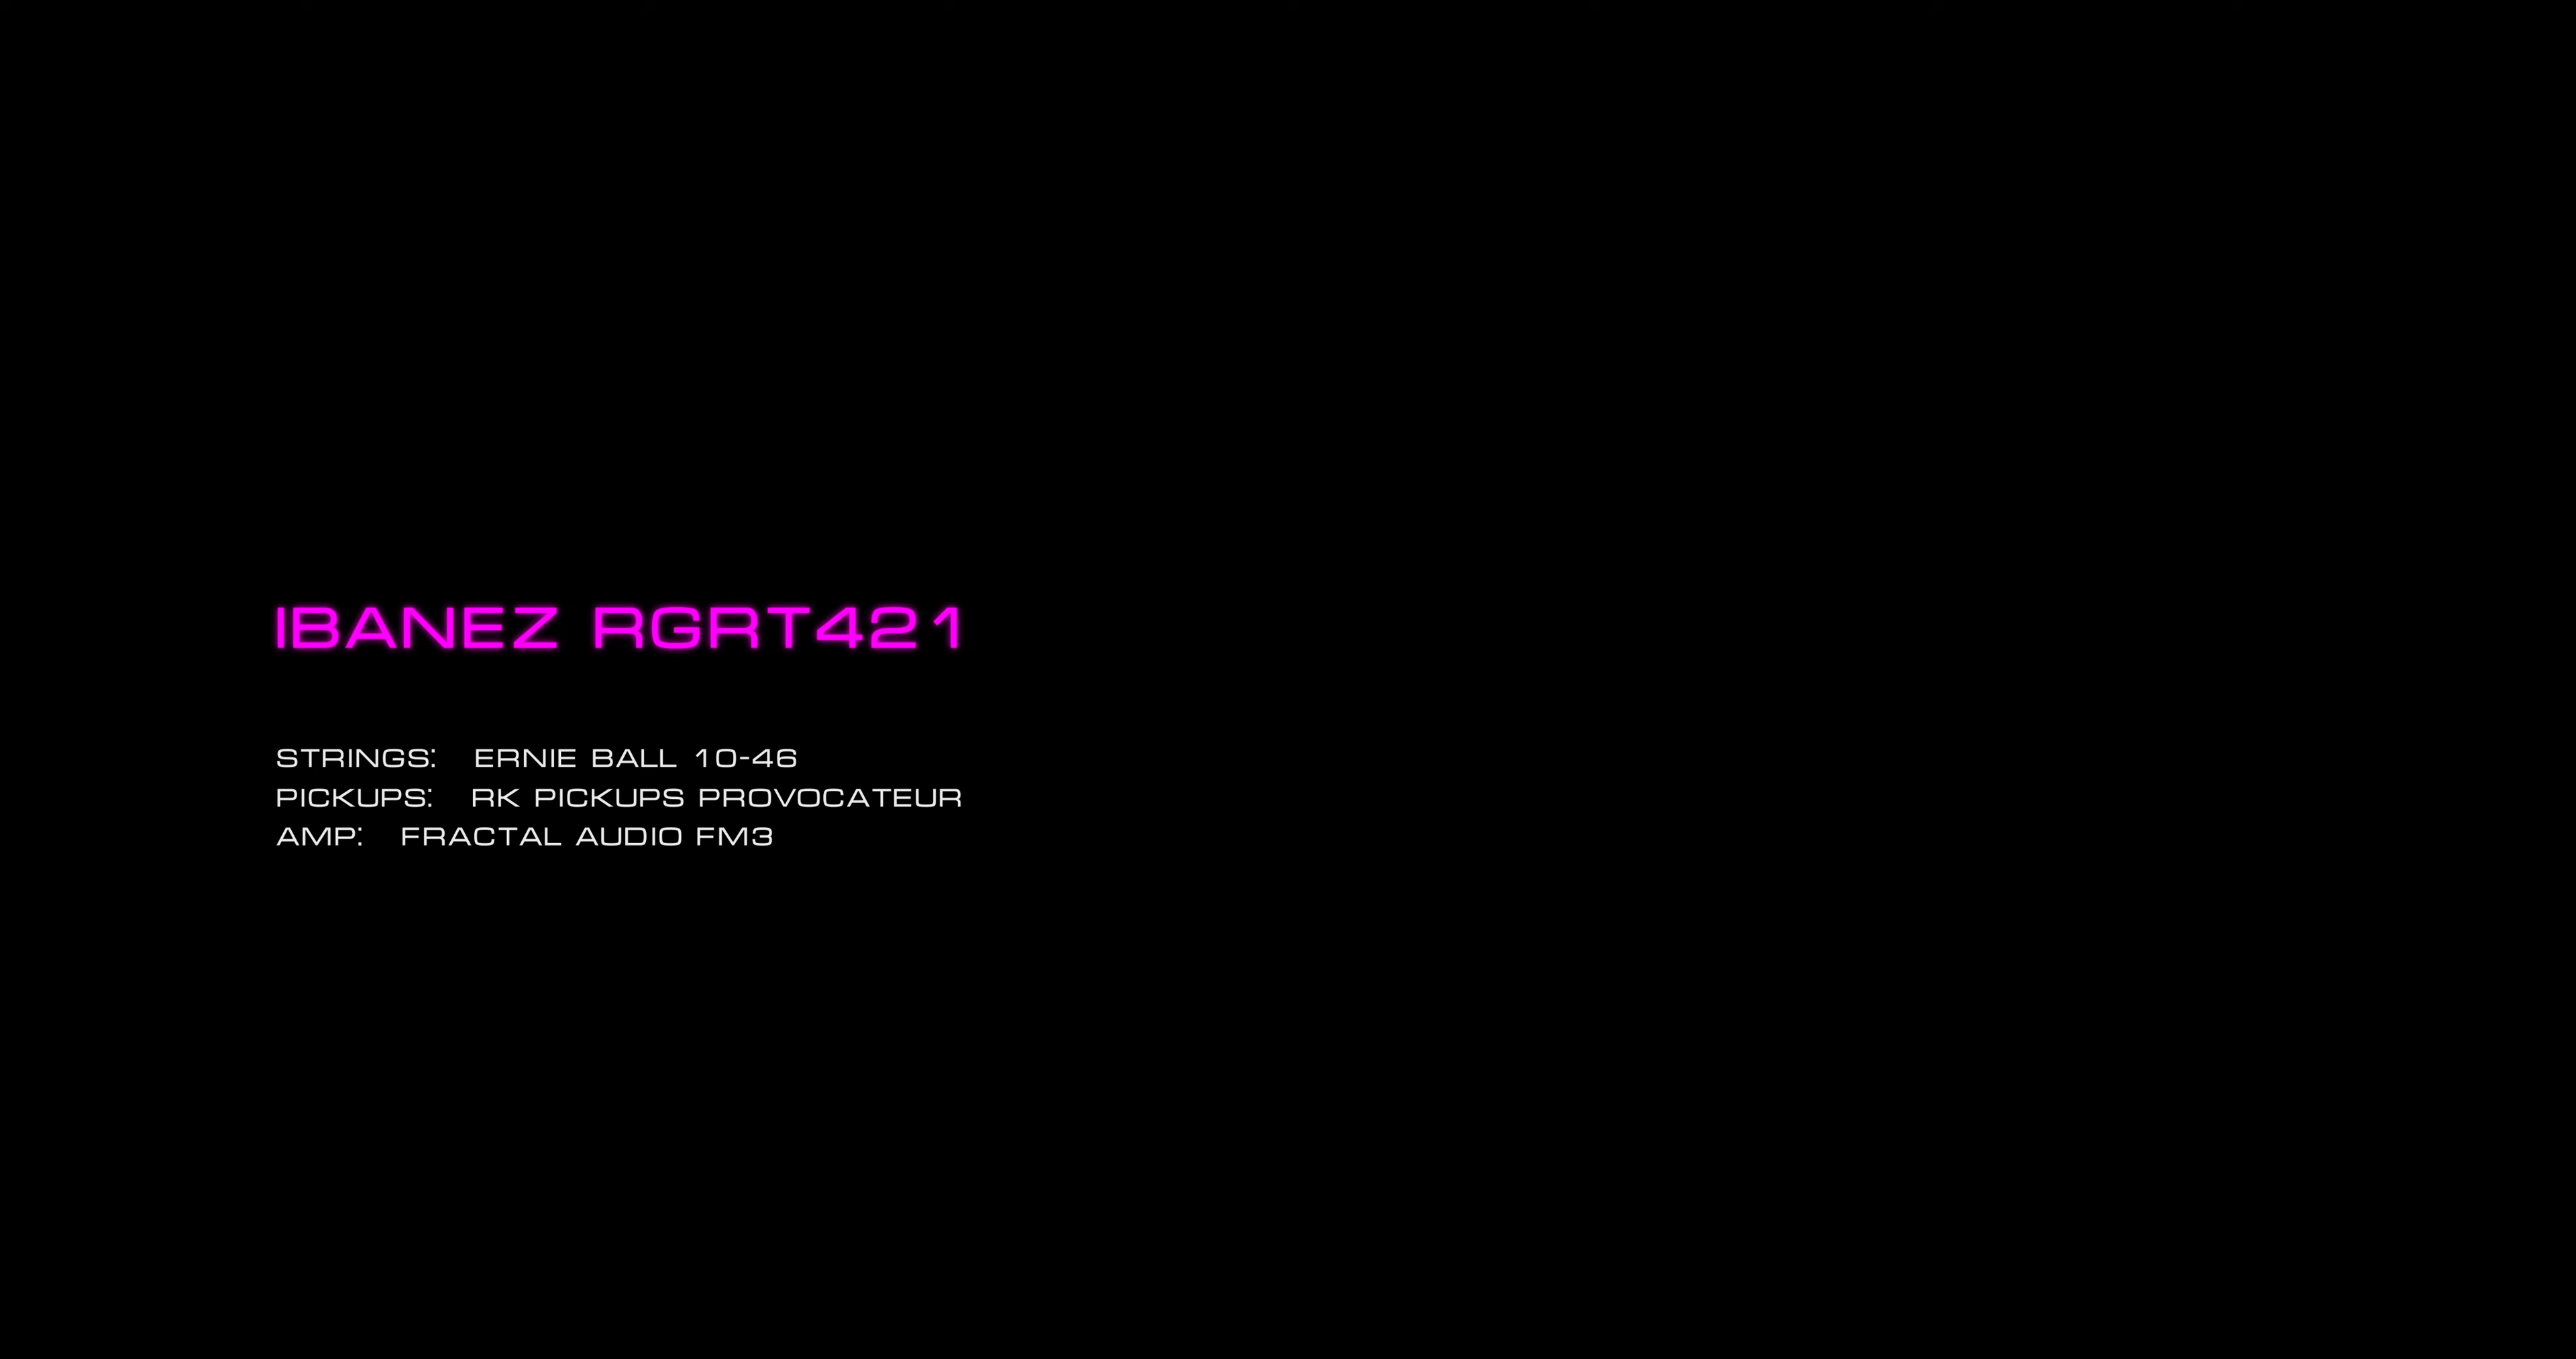 IBANEZ RGRT421
STRINGS: ERNIE BALL 10-46
PICKUPS: RK PICKUPS PROVOCATEUR
AMP: FRACTAL AUDIO FM3